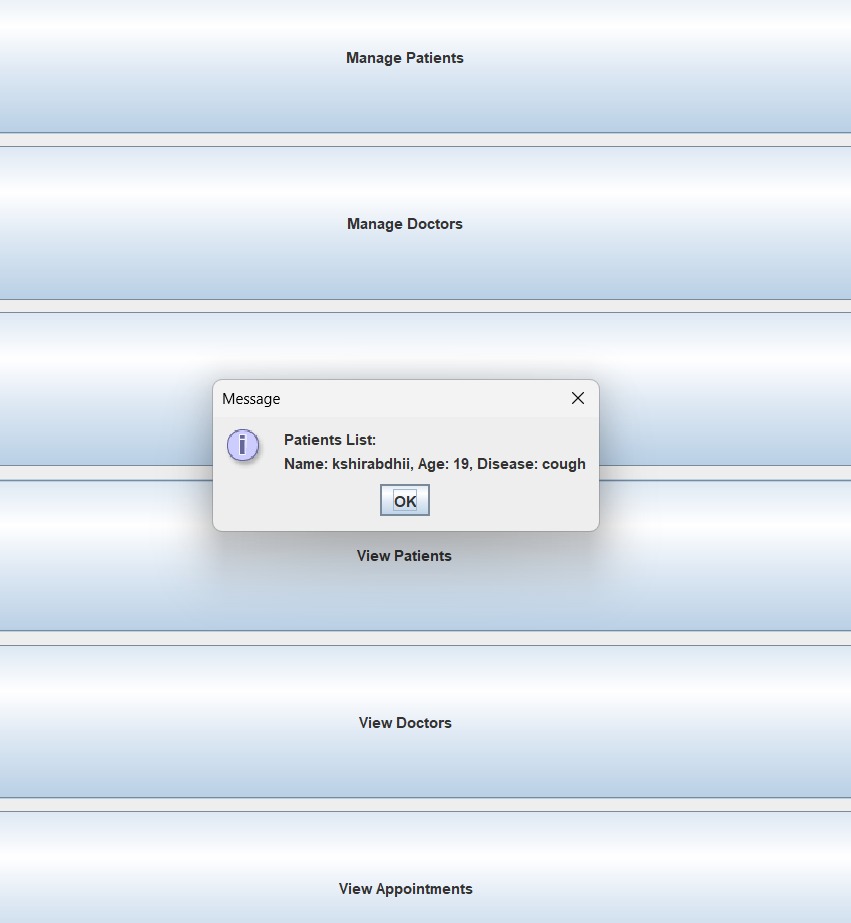 Manage Patients
Manage Doctors
Message
Patients List:
Name: kshirabdhii, Age: 19, Disease: cough
OK
View Patients
View Doctors
View Appointments